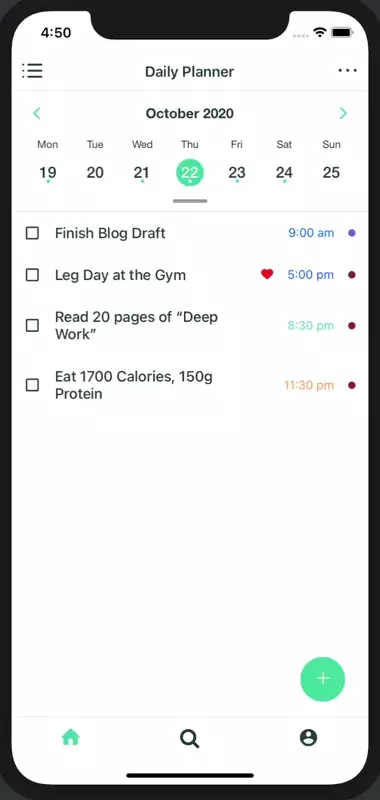 4:50
Daily Planner
October 2020
Mon Tue Wed Thu Fri Sat Sun
19 20 21 22 23 24 25
Finish Blog Draft 9:00 am
Leg Day at the Gym 5:00 pm
Read 20 pages of “Deep
Work” 8:30 pm
Eat 1700 Calories, 150g
Protein 11:30 pm